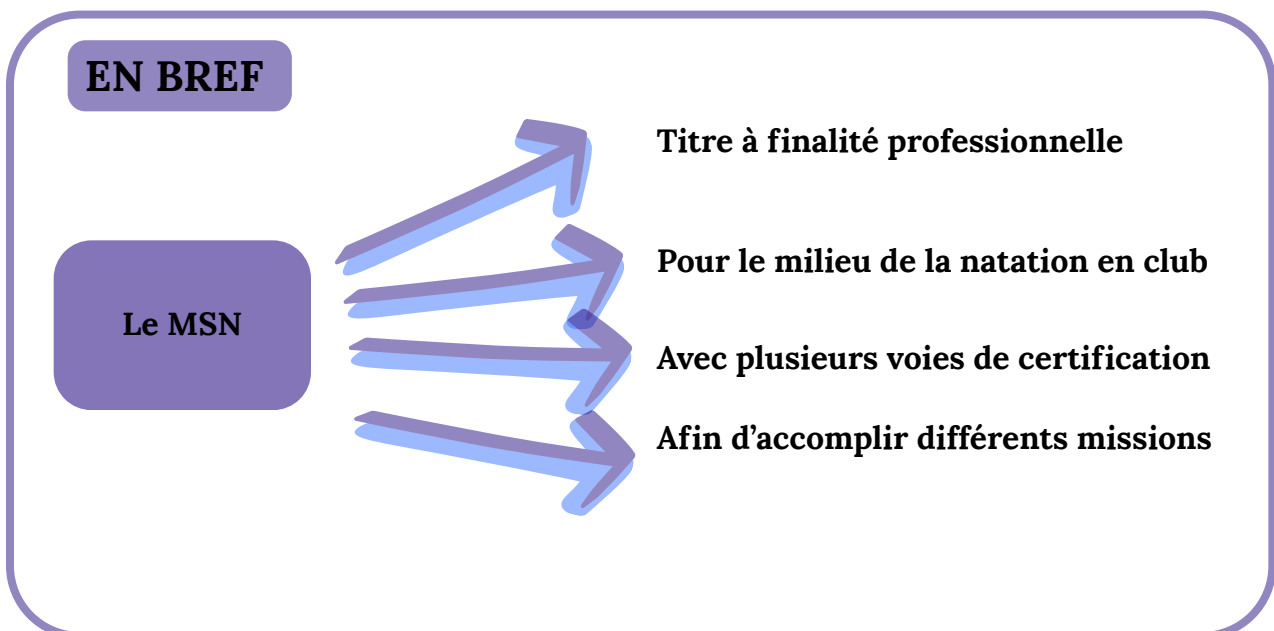 EN BREF
Titre à finalité professionnelle
Pour le milieu de la natation en club
Le MSN
Avec plusieurs voies de certification
Afin d’accomplir différents missions